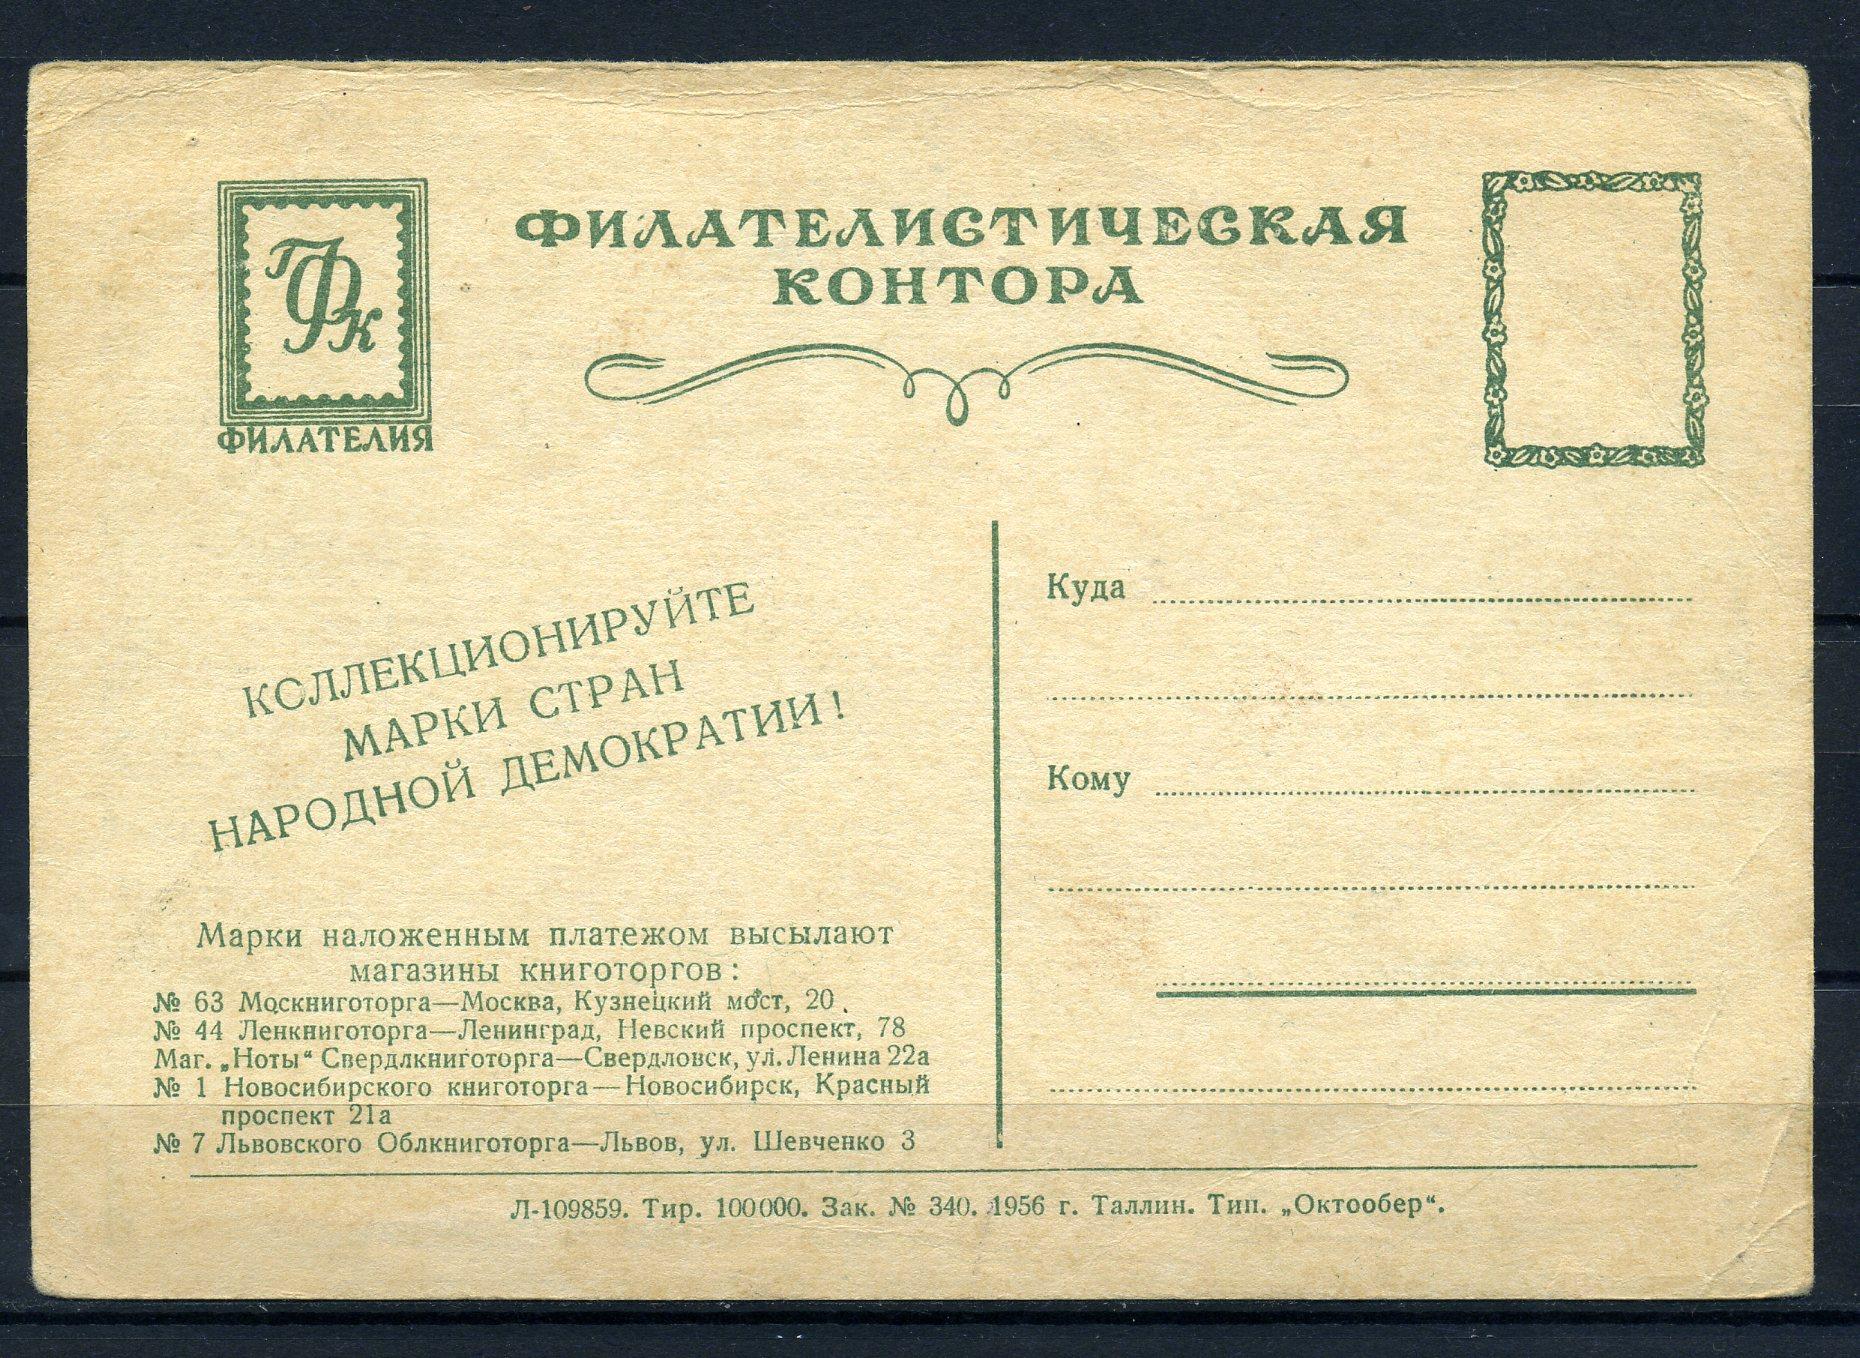 ГФК
ФИЛАТЕЛИЯ
ФИЛАТЕЛИСТИЧЕСКАЯ
КОНТОРА
КОЛЛЕКЦИОНИРУЙТЕ
МАРКИ СТРАН
НАРОДНОЙ ДЕМОКРАТИИ!
Марки наложенным платежом высылают
магазины книготоргов:
№ 63 Москниготорга—Москва, Кузнецкий мост, 20.
№ 44 Ленкниготорга—Ленинград, Невский проспект, 78
Маг. „Ноты“ Свердлкниготорга—Свердловск, ул. Ленина 22а
№ 1 Новосибирского книготорга—Новосибирск, Красный
проспект 21а
№ 7 Львовского Облкниготорга—Львов, ул. Шевченко 3
Куда
Кому
Л-109859. Тир. 100000. Зак. № 340. 1956 г. Таллин. Тип. „Октообер“.